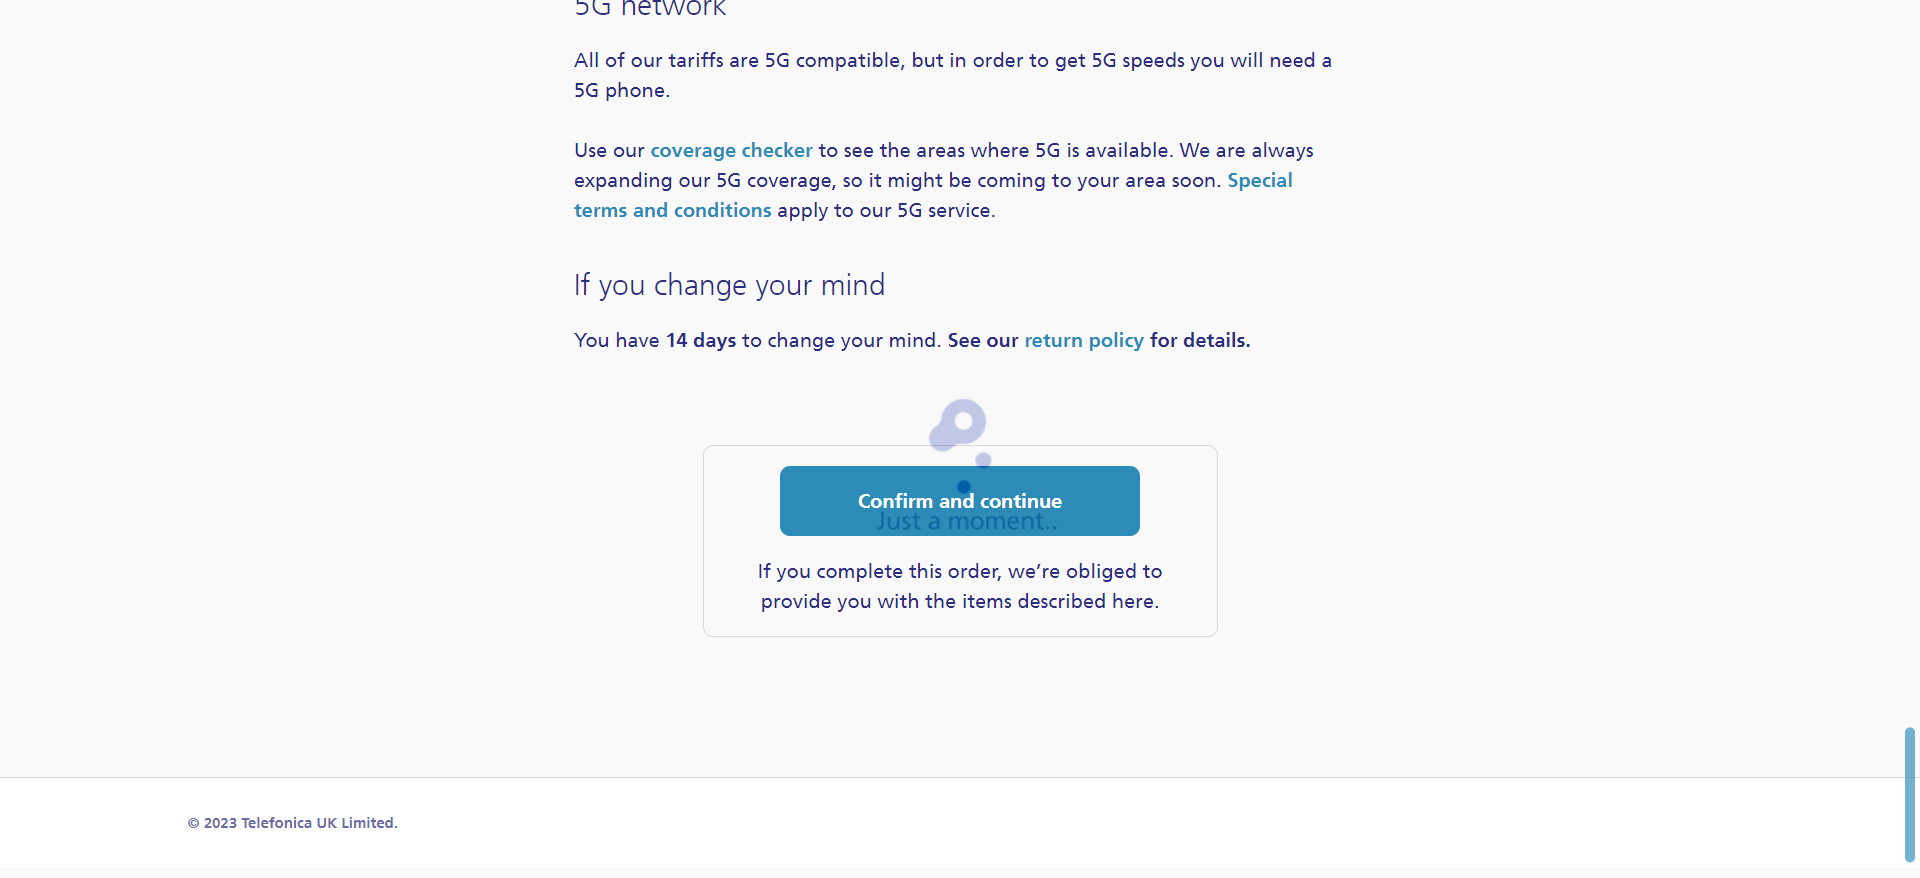 5G network
All of our tariffs are 5G compatible, but in order to get 5G speeds you will need a
5G phone.
Use our coverage checker to see the areas where 5G is available. We are always
expanding our 5G coverage, so it might be coming to your area soon. Special
terms and conditions apply to our 5G service.
If you change your mind
You have 14 days to change your mind. See our return policy for details.
Confirm and continue
Just a moment..
If you complete this order, we’re obliged to
provide you with the items described here.
© 2023 Telefonica UK Limited.